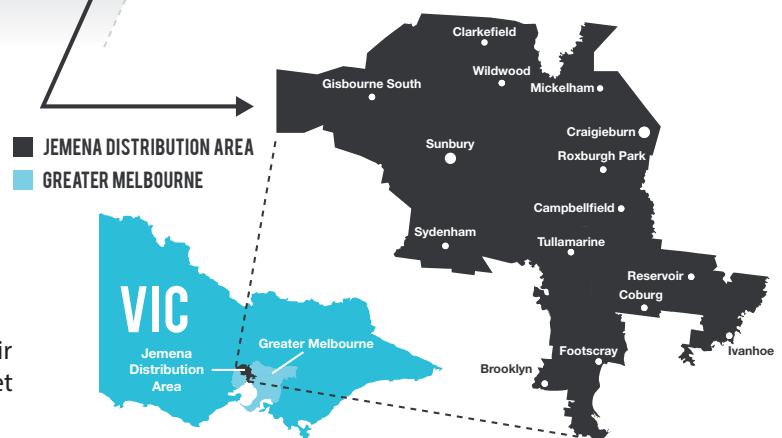 Clarkefield
Wildwood
Gisbourne South
Mickelham
JEMENA DISTRIBUTION AREA
Craigieburn
Sunbury
Roxburgh Park
GREATER MELBOURNE
Campbellfield
Sydenham
Tullamarine
Reservoir
Coburg
VIC
Greater Melbourne
Jemena
Distribution
Area
Footscray
Ivanhoe
Brooklyn
ir
et